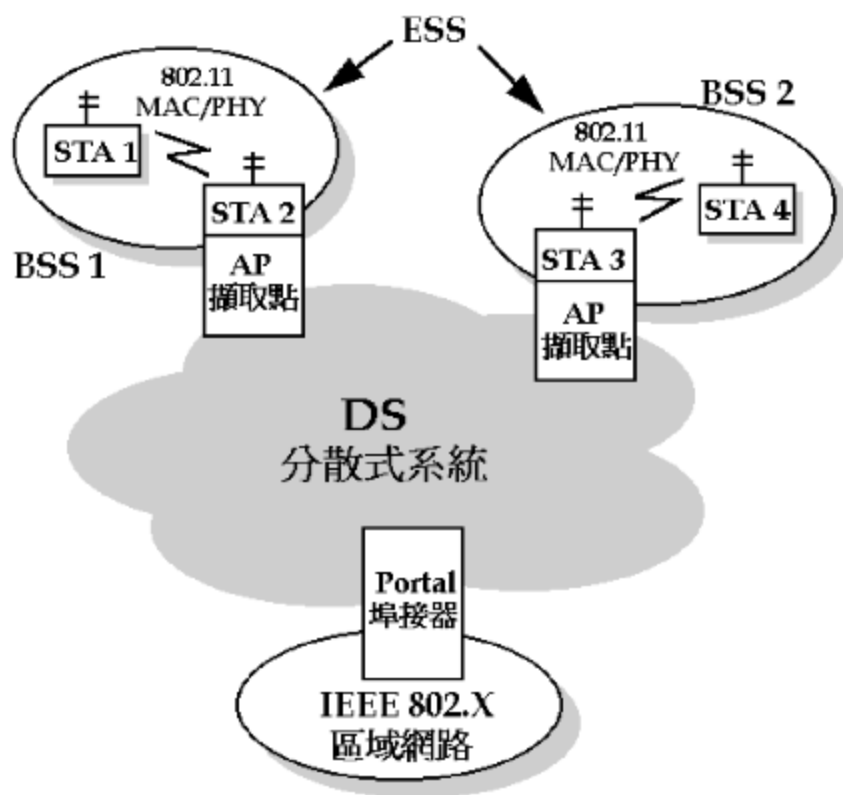 ESS
802.11
MAC/PHY
STA 1
STA 2
AP
擷取點
BSS 1
BSS 2
802.11
MAC/PHY
STA 4
STA 3
AP
擷取點
DS
分散式系統
Portal
埠接器
IEEE 802.X
區域網路